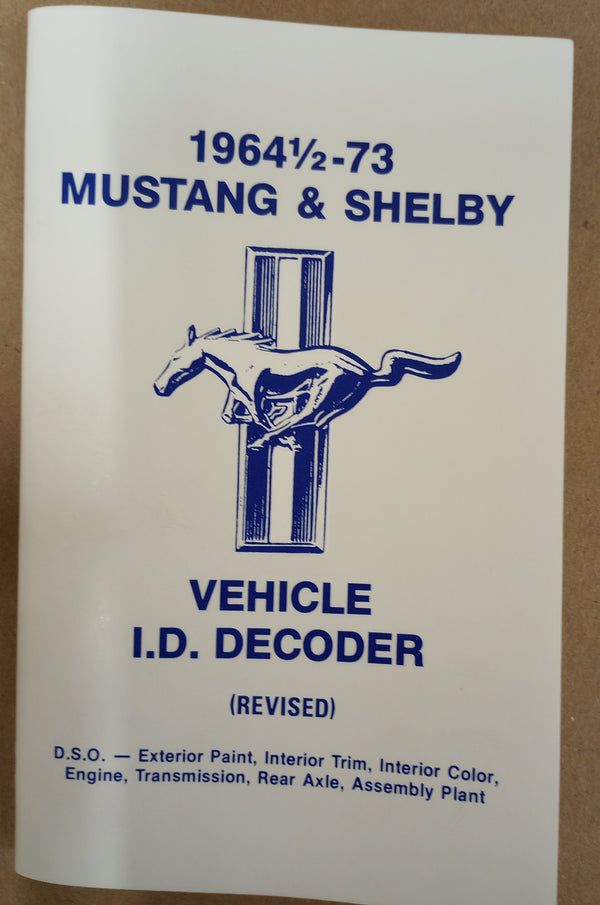 1964½-73
MUSTANG & SHELBY
VEHICLE
I.D. DECODER
(REVISED)
D.S.O. — Exterior Paint, Interior Trim, Interior Color,
Engine, Transmission, Rear Axle, Assembly Plant